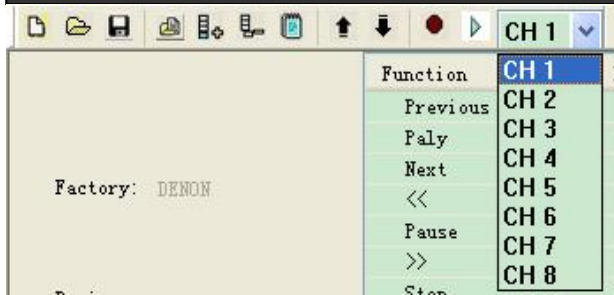 CH 1
Function
CH 1
Previous
CH 2
Paly
CH 3
Next
CH 4
Factory: DENON
<<
CH 5
Pause
CH 6
>>
CH 7
Stop
CH 8